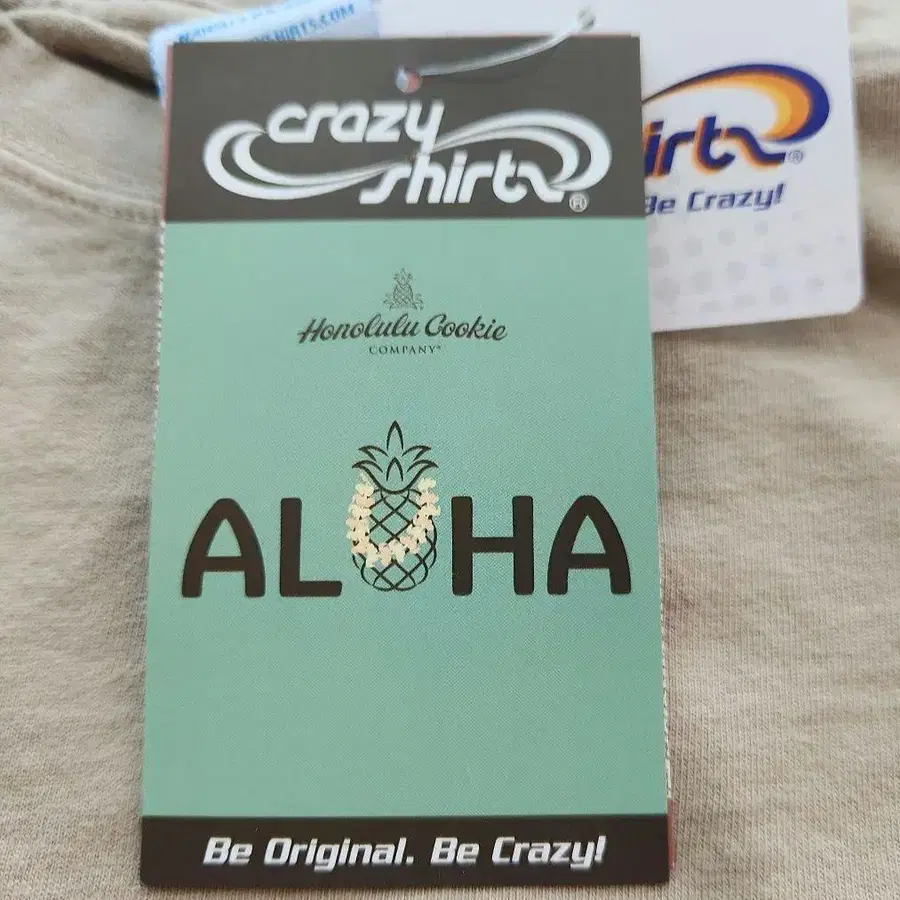 crazy
shirts®
Honolulu Cookie
COMPANY®
ALOHA
Be Original. Be Crazy!
Be Crazy!